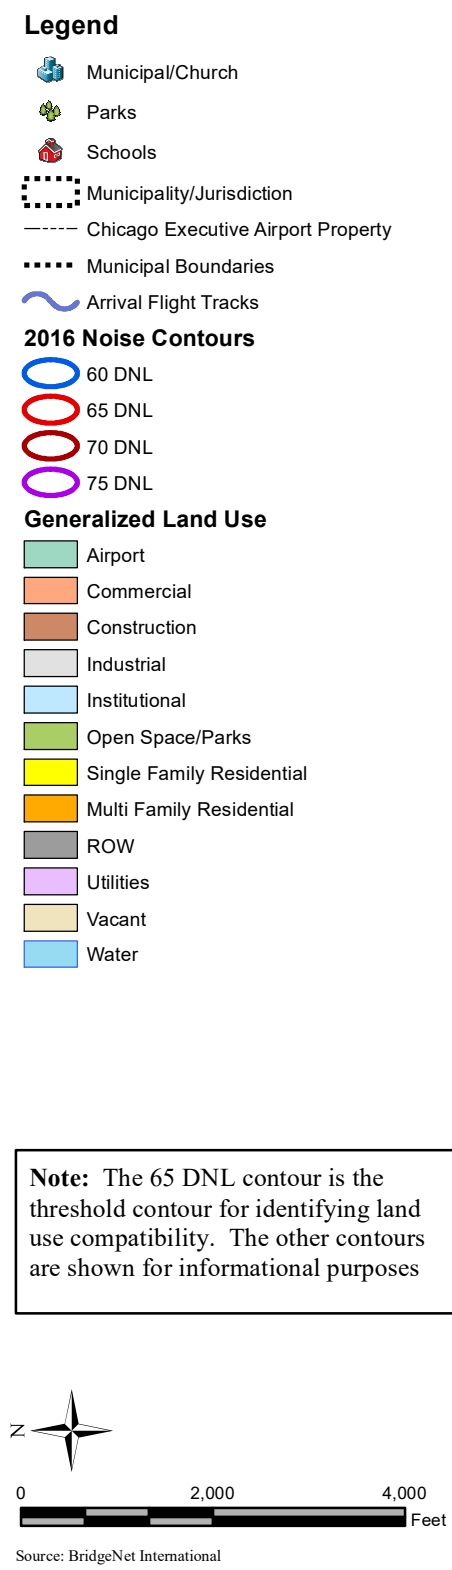 Legend
Municipal/Church
Parks
Schools
Municipality/Jurisdiction
Chicago Executive Airport Property
Municipal Boundaries
Arrival Flight Tracks
2016 Noise Contours
60 DNL
65 DNL
70 DNL
75 DNL
Generalized Land Use
Airport
Commercial
Construction
Industrial
Institutional
Open Space/Parks
Single Family Residential
Multi Family Residential
ROW
Utilities
Vacant
Water
Note: The 65 DNL contour is the
threshold contour for identifying land
use compatibility. The other contours
are shown for informational purposes
N
0 2,000 4,000
Feet
Source: BridgeNet International